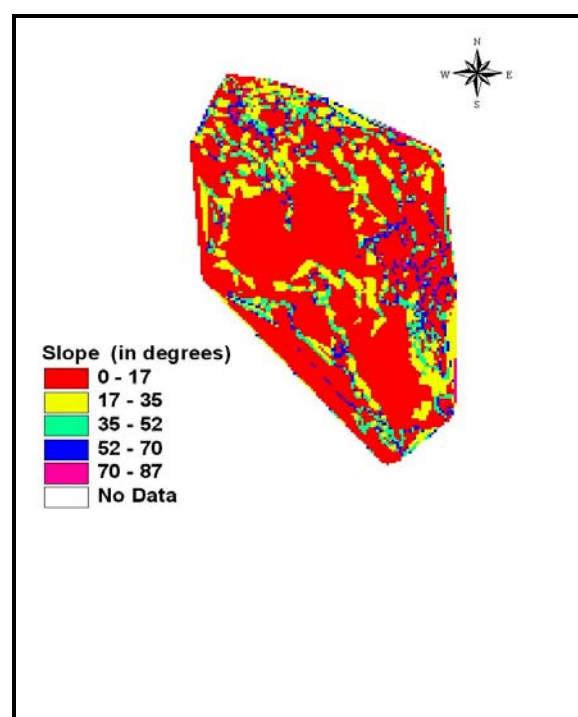 N
W E
S
Slope (in degrees)
0 - 17
17 - 35
35 - 52
52 - 70
70 - 87
No Data